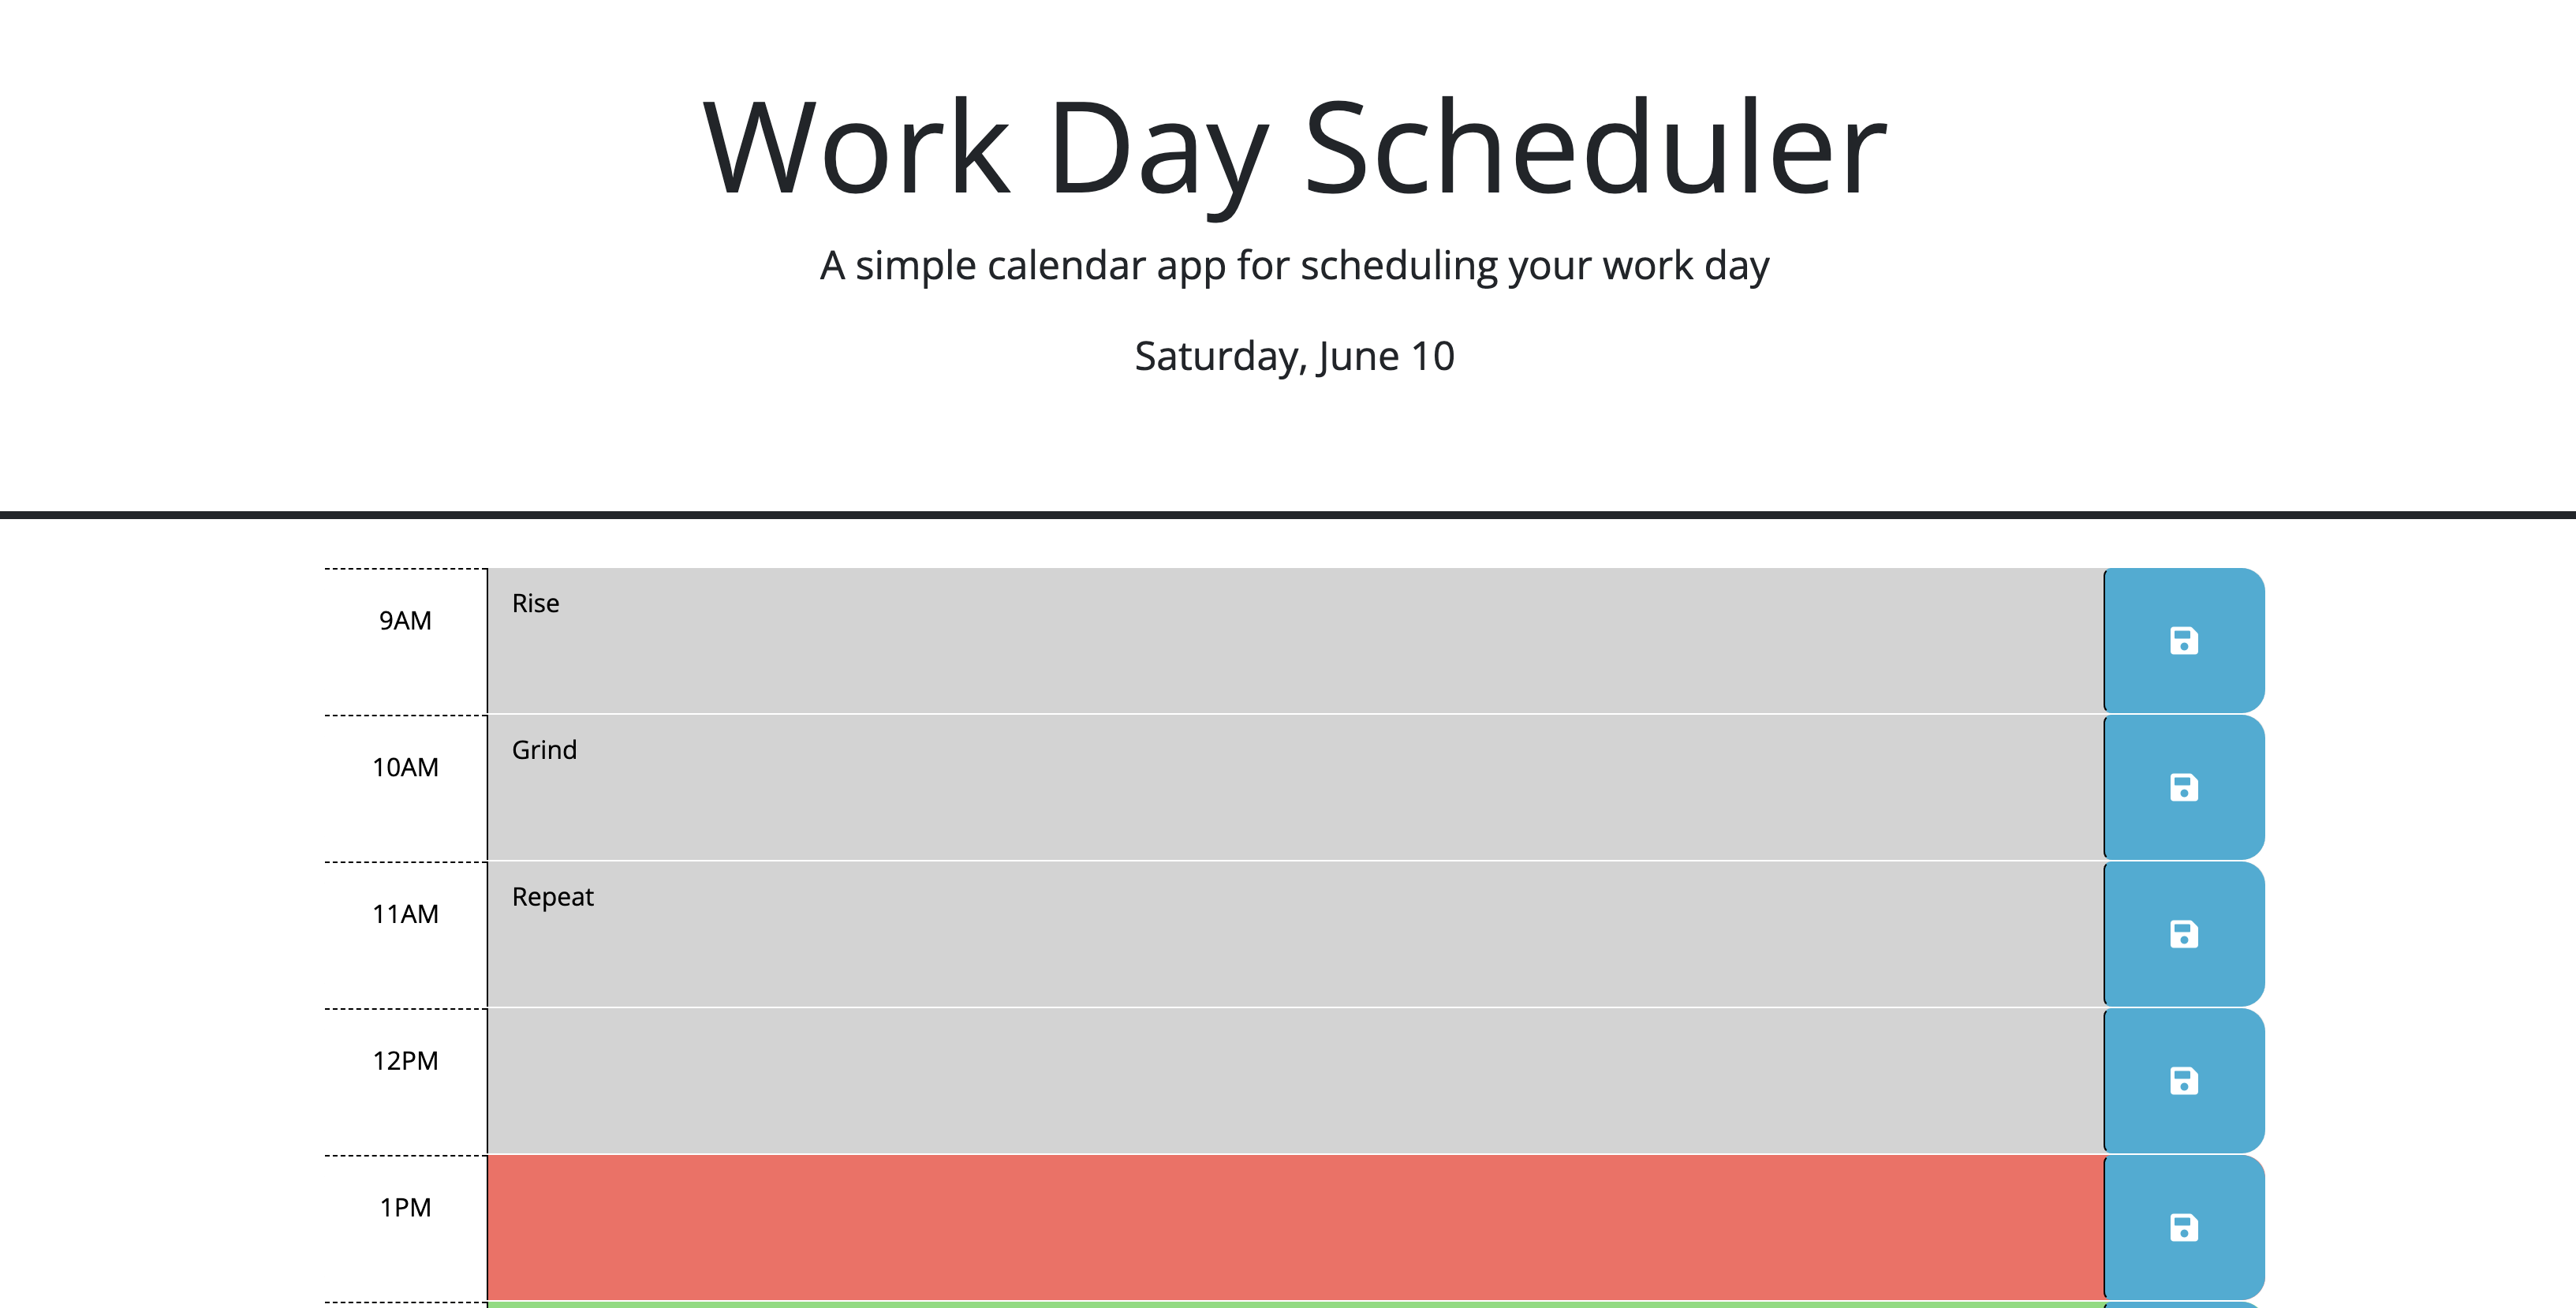 Work Day Scheduler
A simple calendar app for scheduling your work day
Saturday, June 10
9AM
Rise
10AM
Grind
11AM
Repeat
12PM
1PM